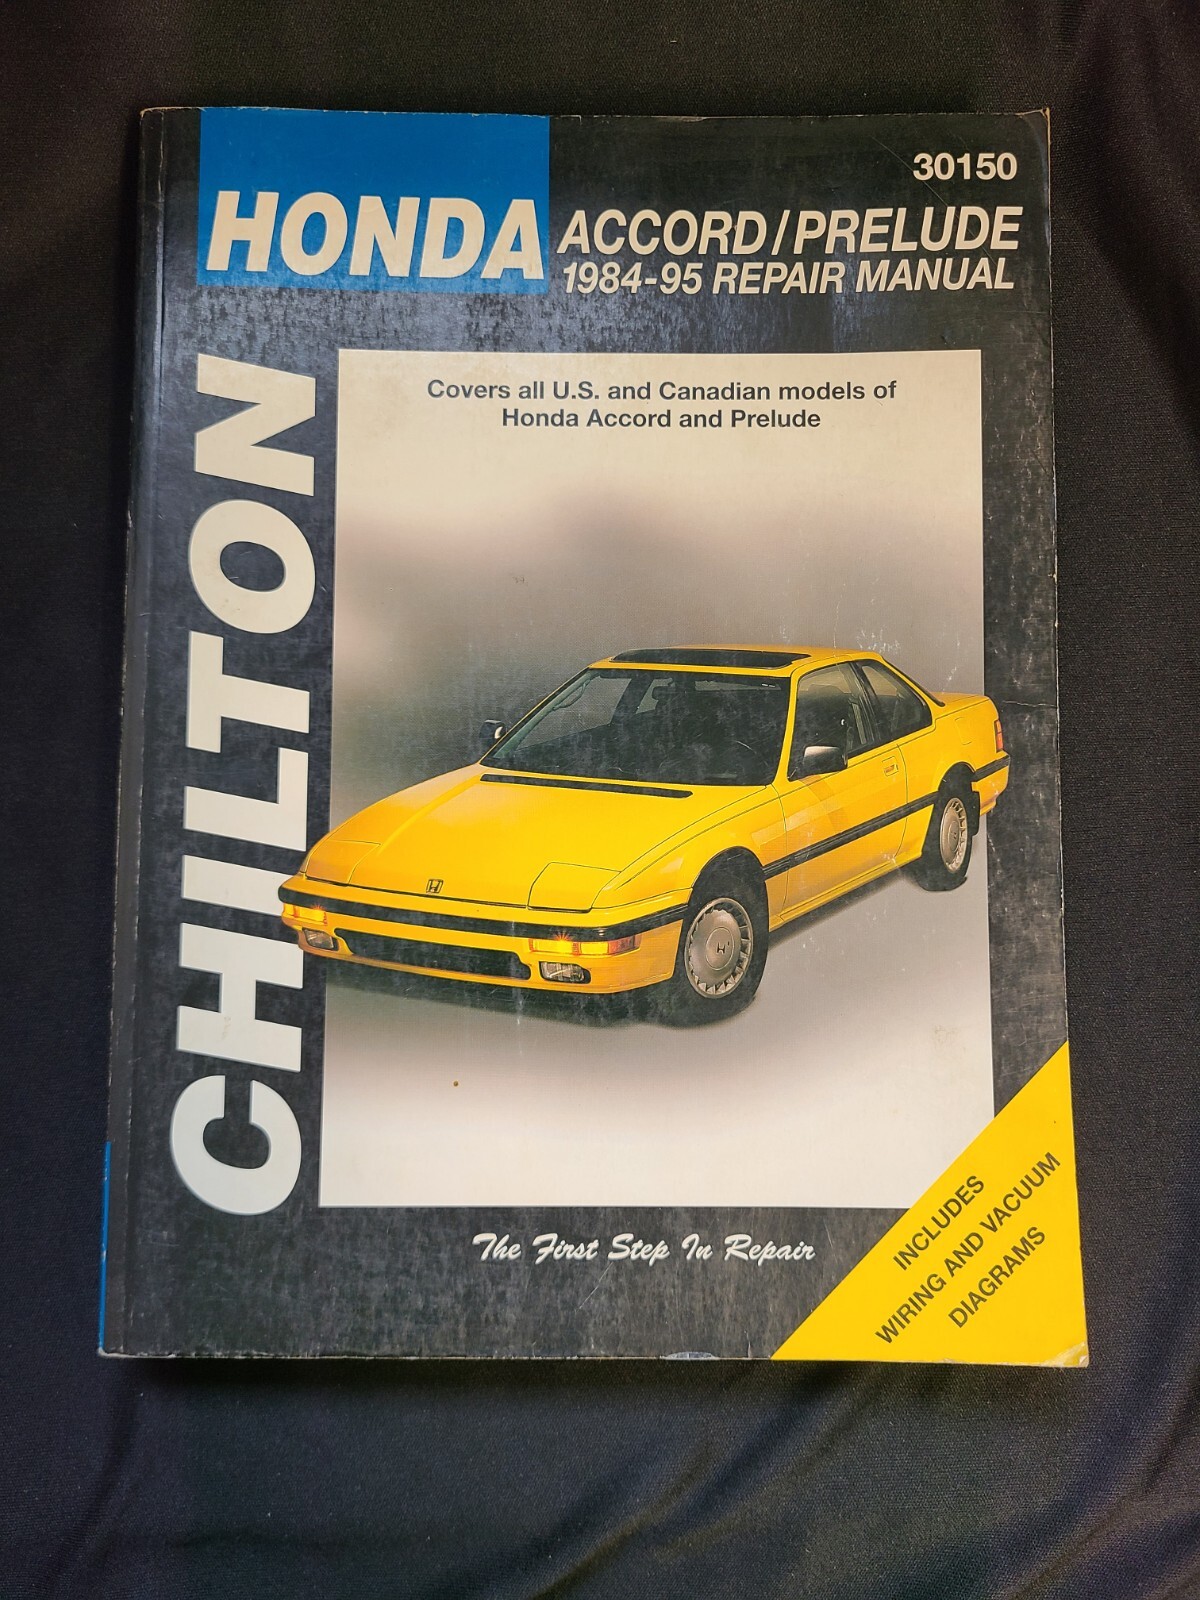 30150
HONDA
ACCORD/PRELUDE
1984-95 REPAIR MANUAL
CHILTON
Covers all U.S. and Canadian models of
Honda Accord and Prelude
The First Step In Repair
INCLUDES
WIRING AND VACUUM
DIAGRAMS